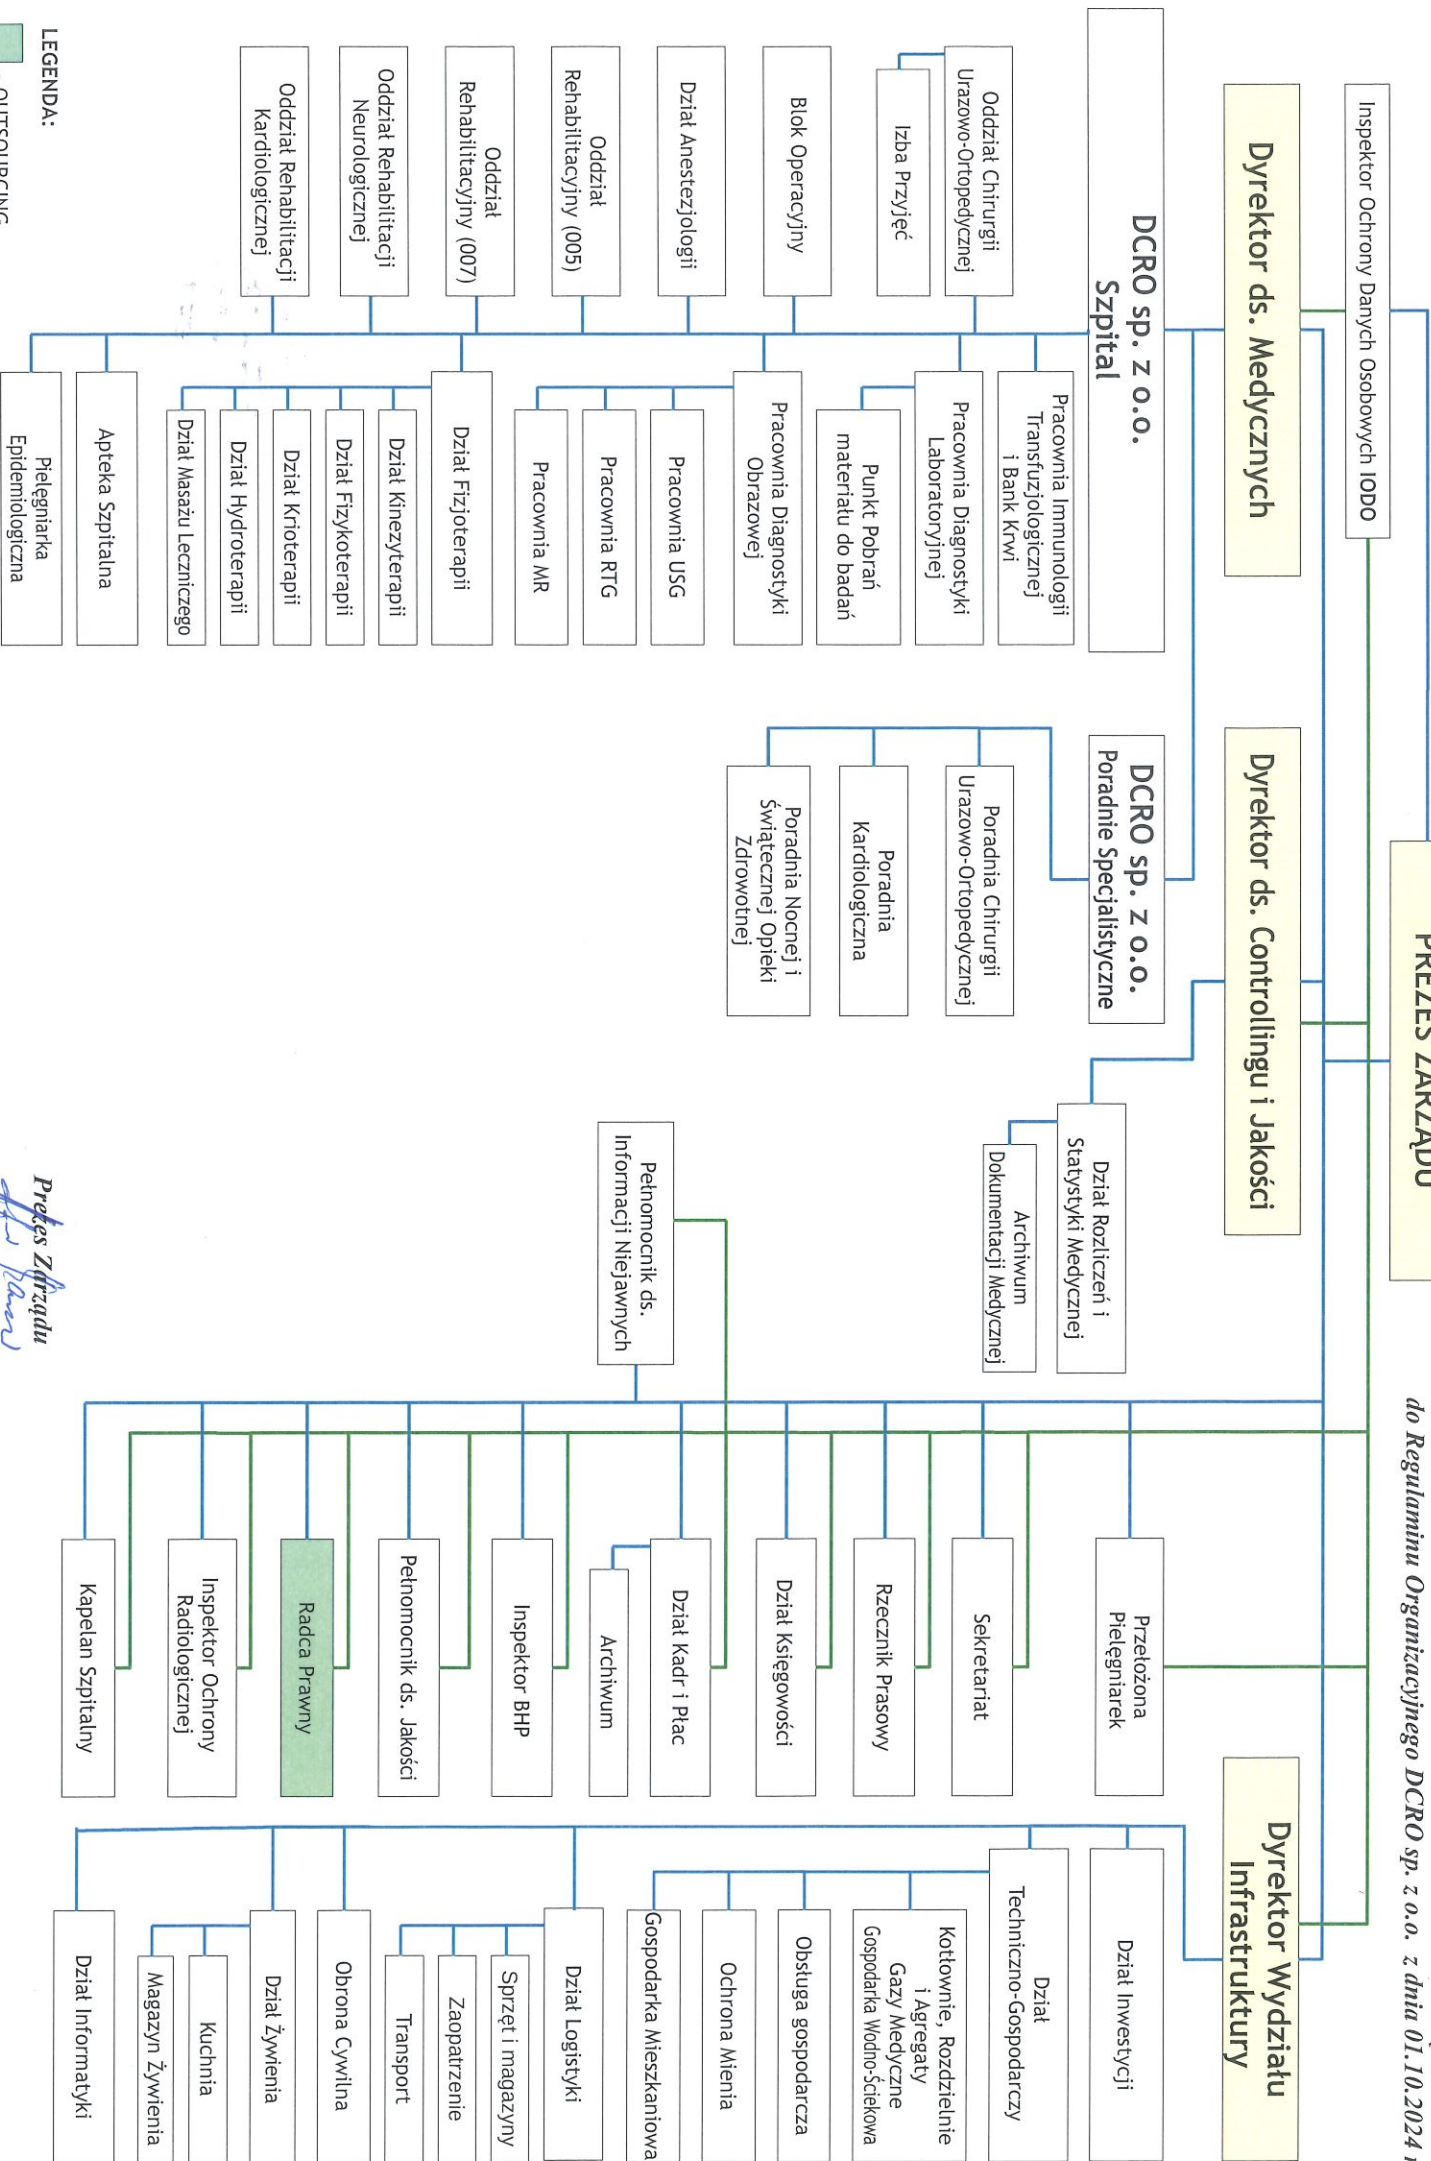 do Regulaminu Organizacyjnego DCRO sp. z o.o. z dnia 01.10.2024
PREZES ZARZĄDU
Inspektor Ochrony Danych Osobowych IODO
Dyrektor ds. Medycznych
Dyrektor ds. Controllingu i Jakości
Dyrektor Wydziału
Infrastruktury
DCRO sp. z o.o.
Szpital
Oddział Chirurgii
Urazowo-Ortopedycznej
Izba Przyjęć
Blok Operacyjny
Dział Anestezjologii
Oddział
Rehabilitacyjny (005)
Oddział
Rehabilitacyjny (007)
Oddział Rehabilitacji
Neurologicznej
Oddział Rehabilitacji
Kardiologicznej
Pracownia Immunologii
Transfuzjologicznej
i Bank Krwi
Pracownia Diagnostyki
Laboratoryjnej
Punkt Pobrań
materiału do badań
Pracownia Diagnostyki
Obrazowej
Pracownia USG
Pracownia RTG
Pracownia MR
Dział Fizjoterapii
Dział Kinezyterapii
Dział Fizykoterapii
Dział Krioterapii
Dział Hydroterapii
Dział Masażu Leczniczego
Apteka Szpitalna
Pielęgniarka
Epidemiologiczna
DCRO sp. z o.o.
Poradnie Specjalistyczne
Poradnia Chirurgii
Urazowo-Ortopedycznej
Poradnia
Kardiologiczna
Poradnia Nocnej i
Świątecznej Opieki
Zdrowotnej
Dział Rozliczeń i
Statystyki Medycznej
Archiwum
Dokumentacji Medycznej
Pełnomocnik ds.
Informacji Niejawnych
Przełożona
Pielęgniarek
Sekretariat
Rzecznik Prasowy
Dział Księgowości
Dział Kadr i Płac
Archiwum
Inspektor BHP
Pełnomocnik ds. Jakości
Radca Prawny
Inspektor Ochrony
Radiologicznej
Kapelan Szpitalny
Dział Inwestycji
Dział
Techniczno-Gospodarczy
Kotłownie, Rozdzielnie
i Agregaty
Gazy Medyczne
Gospodarka Wodno-Ściekowa
Obsługa gospodarcza
Ochrona Mienia
Gospodarka Mieszkaniowa
Dział Logistyki
Sprzęt i magazyny
Zaopatrzenie
Transport
Obrona Cywilna
Dział Żywienia
Kuchnia
Magazyn Żywienia
Dział Informatyki
LEGENDA:
OUTSOURCING
Prezes Zarządu